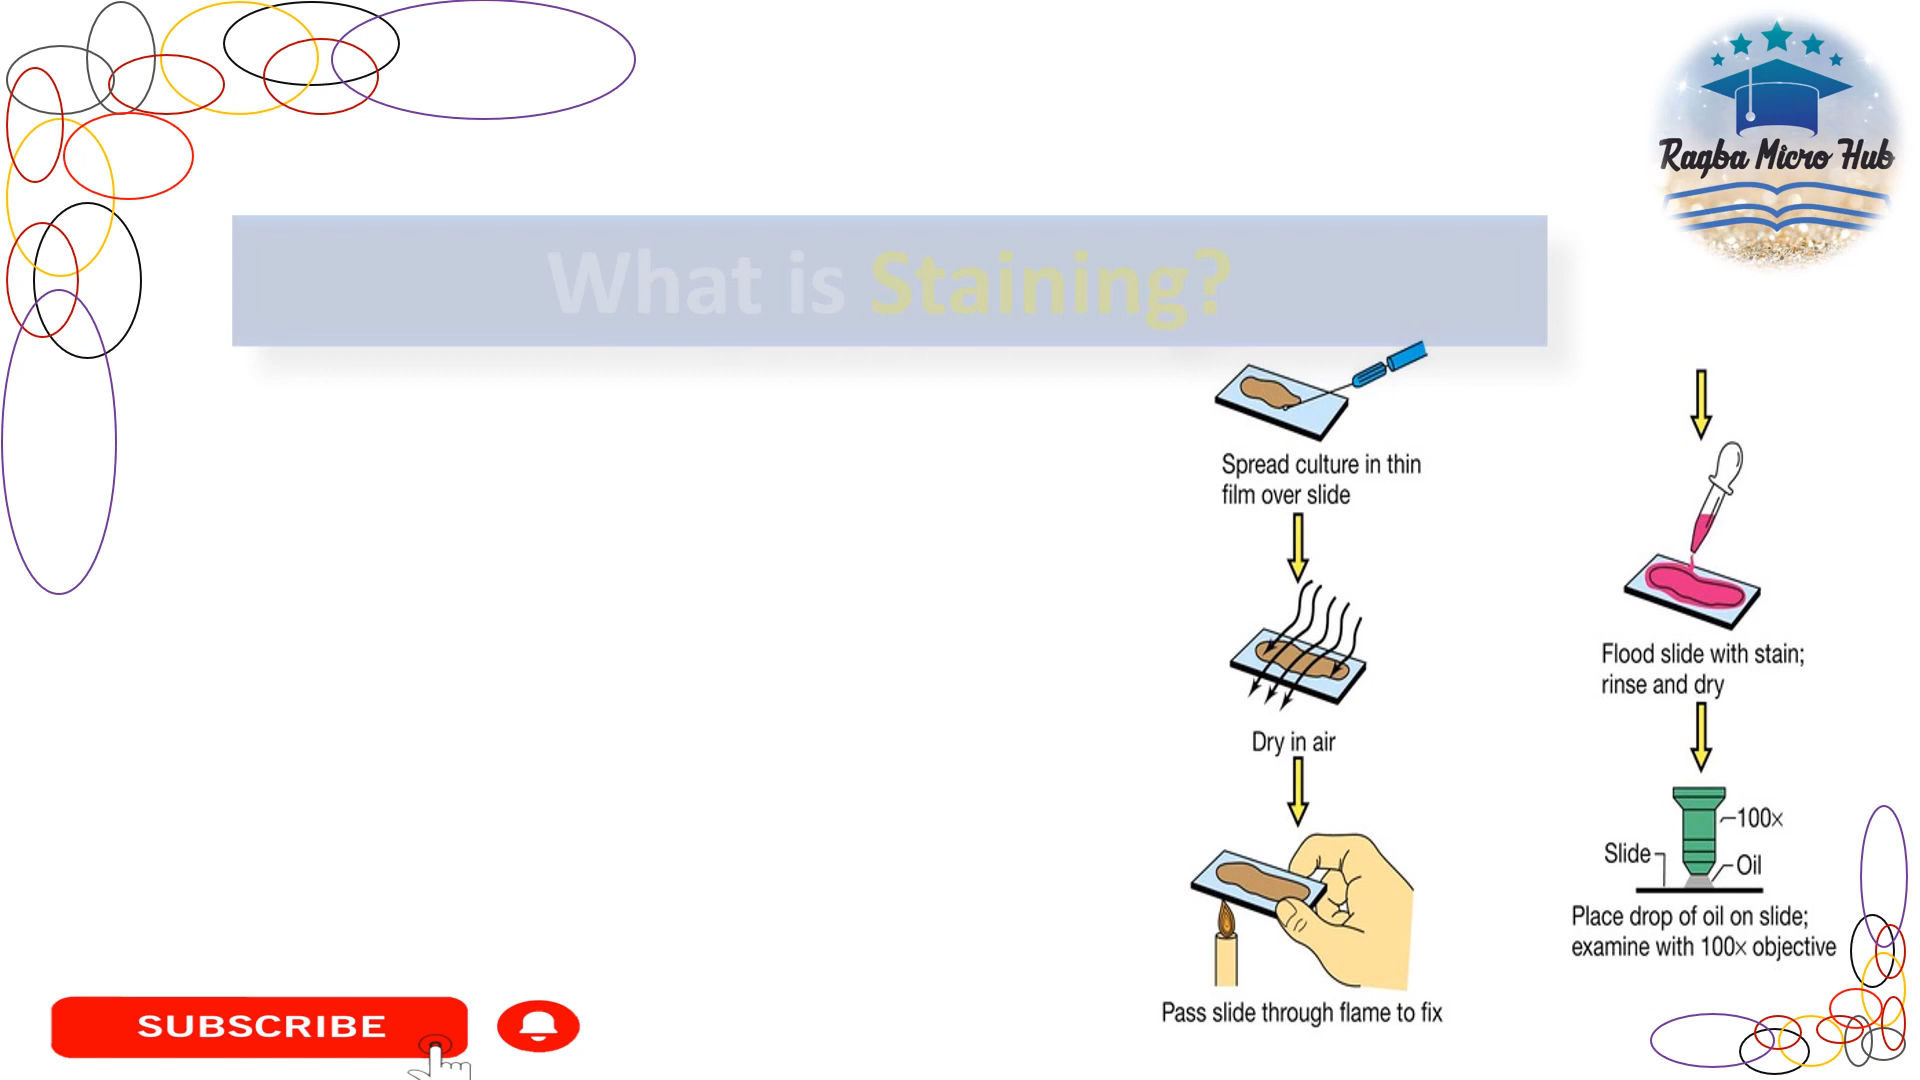 Ragba Micro Hub
What is Staining?
Spread culture in thin
film over slide
Dry in air
Pass slide through flame to fix
Flood slide with stain;
rinse and dry
100×
Slide
Oil
Place drop of oil on slide;
examine with 100× objective
SUBSCRIBE